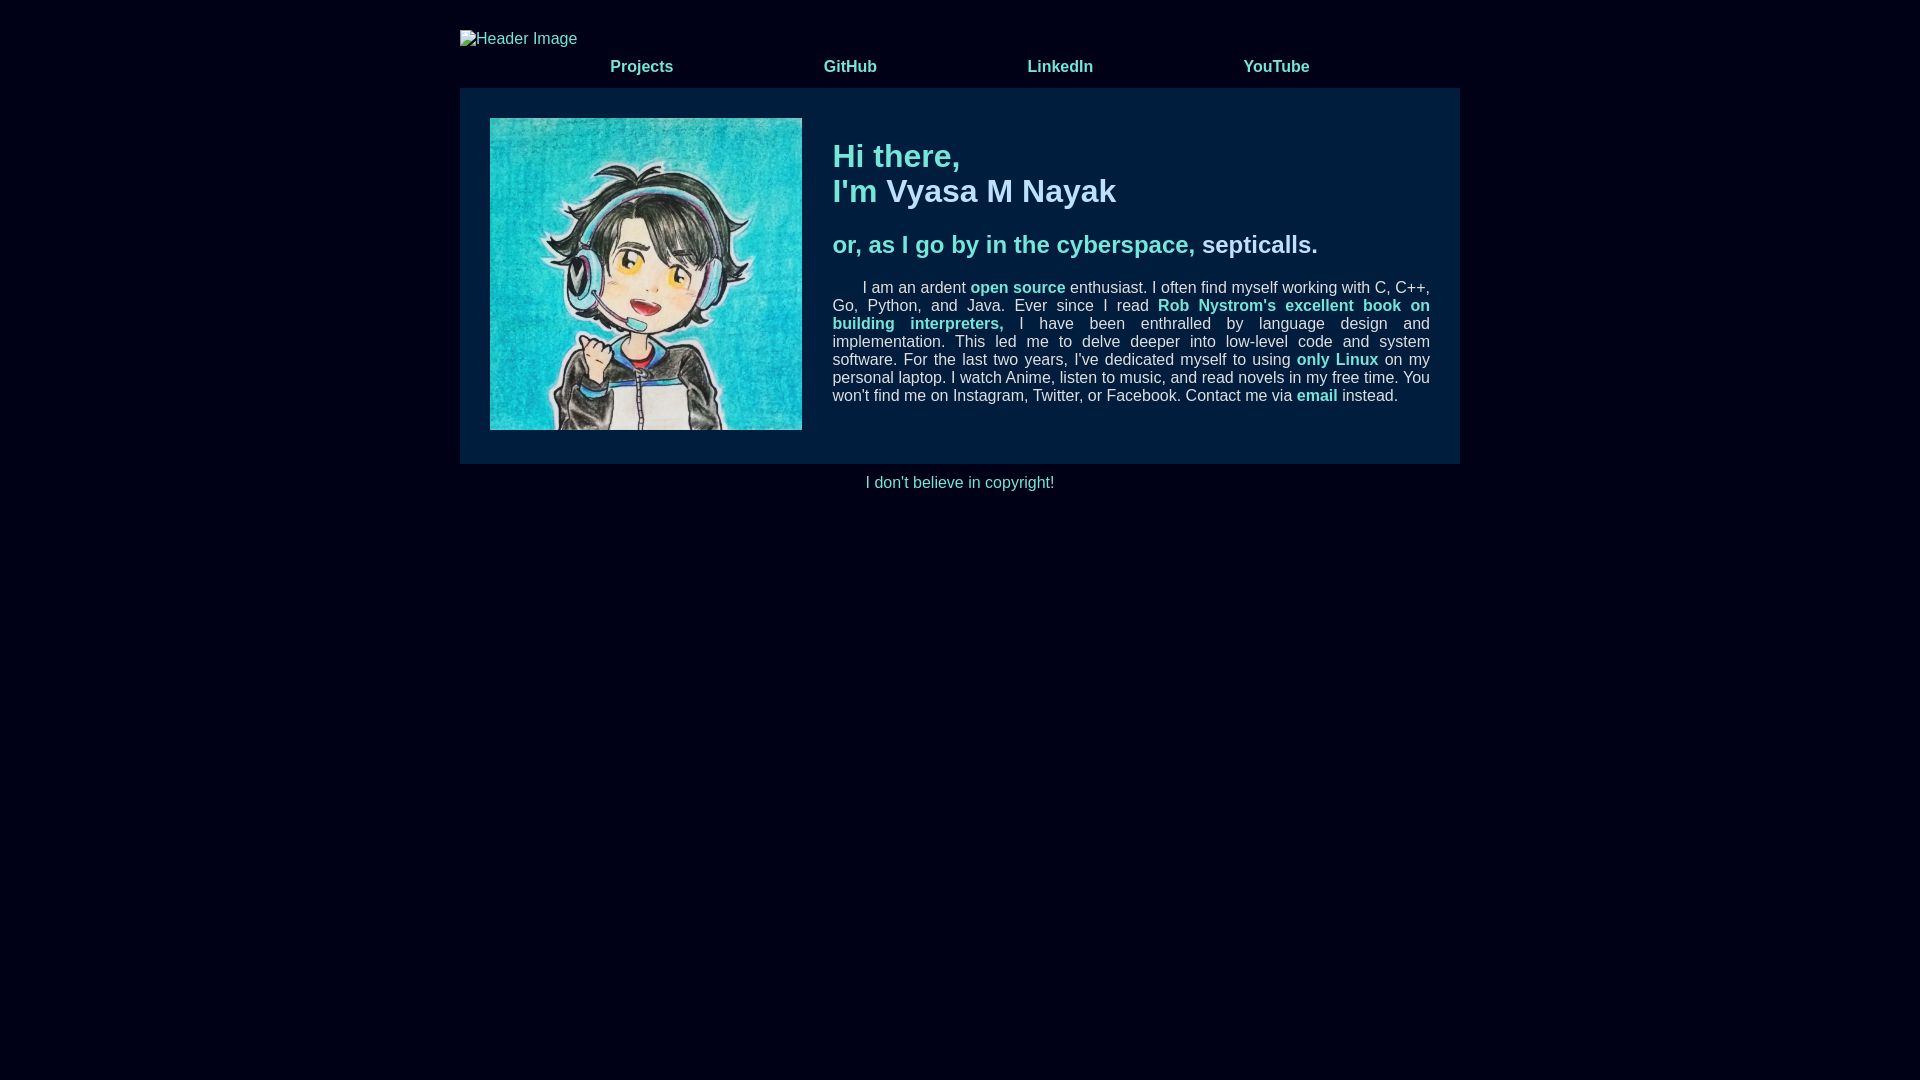 Header Image
Projects GitHub LinkedIn YouTube
Hi there,
I'm Vyasa M Nayak
or, as I go by in the cyberspace, septicalls.
I am an ardent open source enthusiast. I often find myself working with C, C++,
Go, Python, and Java. Ever since I read Rob Nystrom's excellent book on
building interpreters, I have been enthralled by language design and
implementation. This led me to delve deeper into low-level code and system
software. For the last two years, I've dedicated myself to using only Linux on my
personal laptop. I watch Anime, listen to music, and read novels in my free time. You
won't find me on Instagram, Twitter, or Facebook. Contact me via email instead.
I don't believe in copyright!